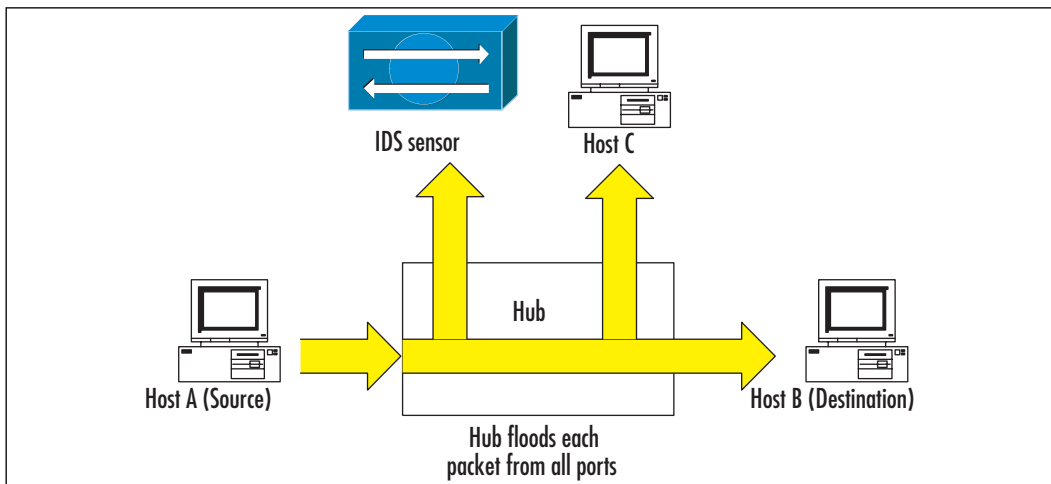 IDS sensor
Host C
Hub
Host A (Source)
Host B (Destination)
Hub floods each
packet from all ports